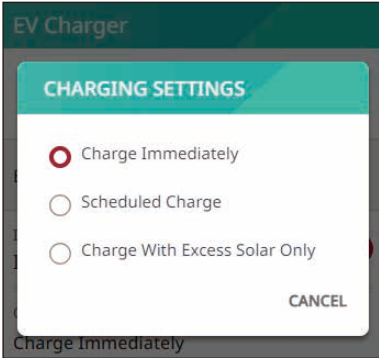 EV Charger
CHARGING SETTINGS
Charge Immediately
Scheduled Charge
Charge With Excess Solar Only
CANCEL
Charge Immediately